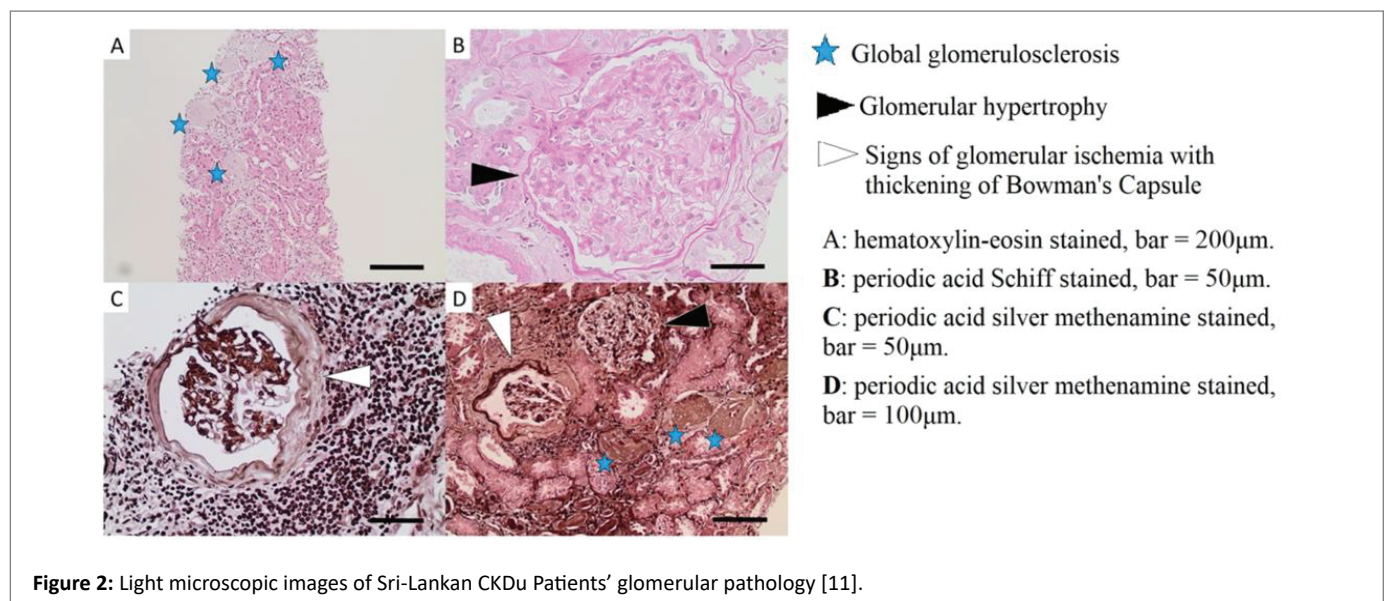 A
B
C
D
Global glomerulosclerosis
Glomerular hypertrophy
Signs of glomerular ischemia with
thickening of Bowman's Capsule
A: hematoxylin-eosin stained, bar = 200μm.
B: periodic acid Schiff stained, bar = 50μm.
C: periodic acid silver methenamine stained,
bar = 50μm.
D: periodic acid silver methenamine stained,
bar = 100μm.
Figure 2: Light microscopic images of Sri-Lankan CKDu Patients’ glomerular pathology [11].